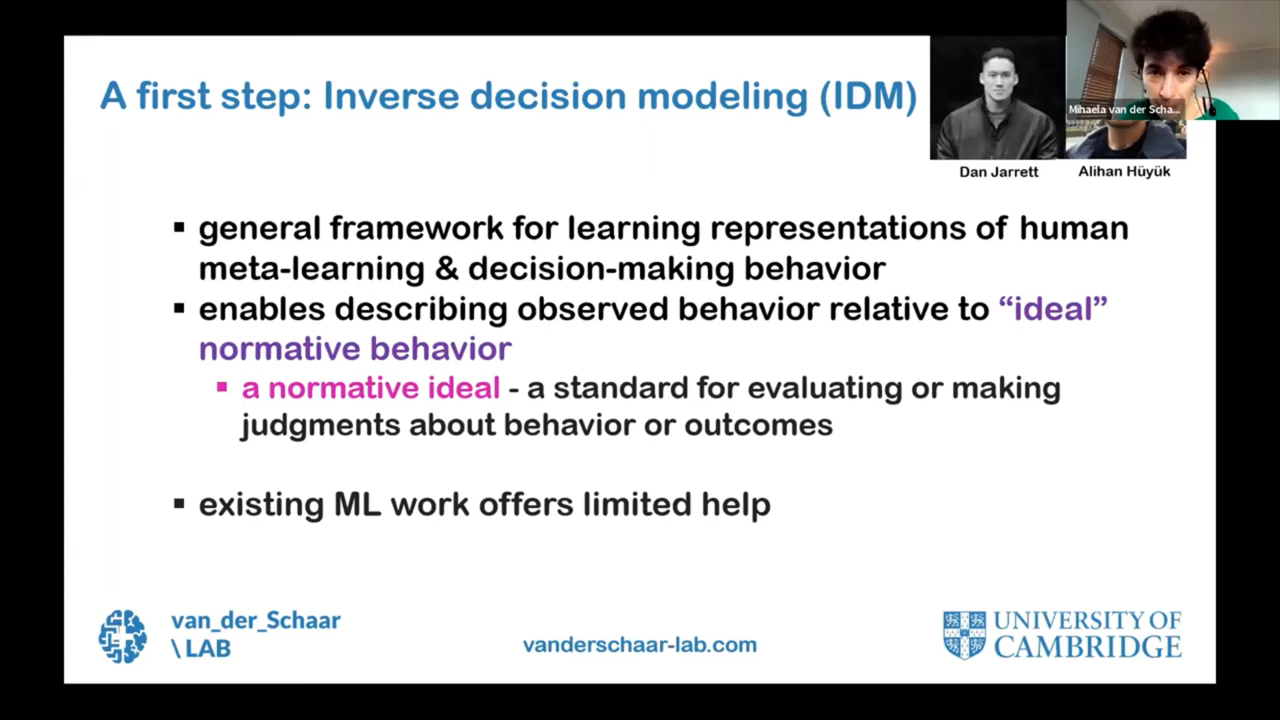 A first step: Inverse decision modeling (IDM)
Mihaela van der Scha...
Dan Jarrett
Alihan Hüyük
▪ general framework for learning representations of human
meta-learning & decision-making behavior
▪ enables describing observed behavior relative to “ideal”
normative behavior
▪ a normative ideal - a standard for evaluating or making
judgments about behavior or outcomes
▪ existing ML work offers limited help
van_der_Schaar
\ LAB
vanderschaar-lab.com
UNIVERSITY OF
CAMBRIDGE